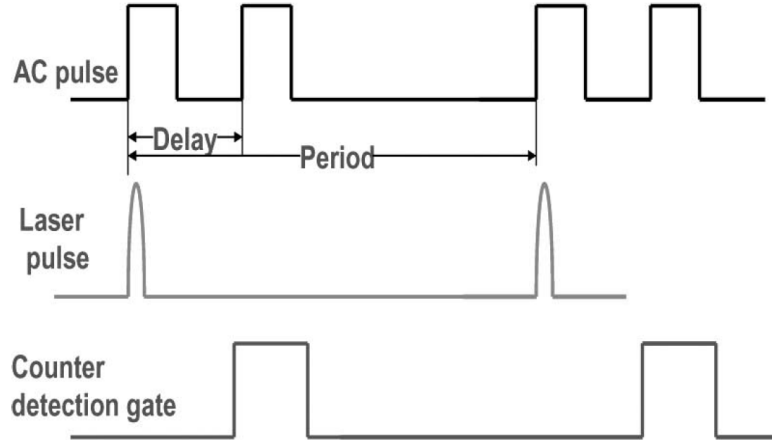 AC pulse
Delay
Period
Laser
pulse
Counter
detection gate